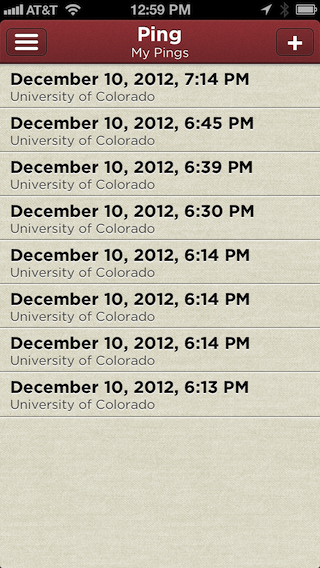 AT&T 12:59 PM
Ping
My Pings
December 10, 2012, 7:14 PM
University of Colorado
December 10, 2012, 6:45 PM
University of Colorado
December 10, 2012, 6:39 PM
University of Colorado
December 10, 2012, 6:30 PM
University of Colorado
December 10, 2012, 6:14 PM
University of Colorado
December 10, 2012, 6:14 PM
University of Colorado
December 10, 2012, 6:14 PM
University of Colorado
December 10, 2012, 6:13 PM
University of Colorado